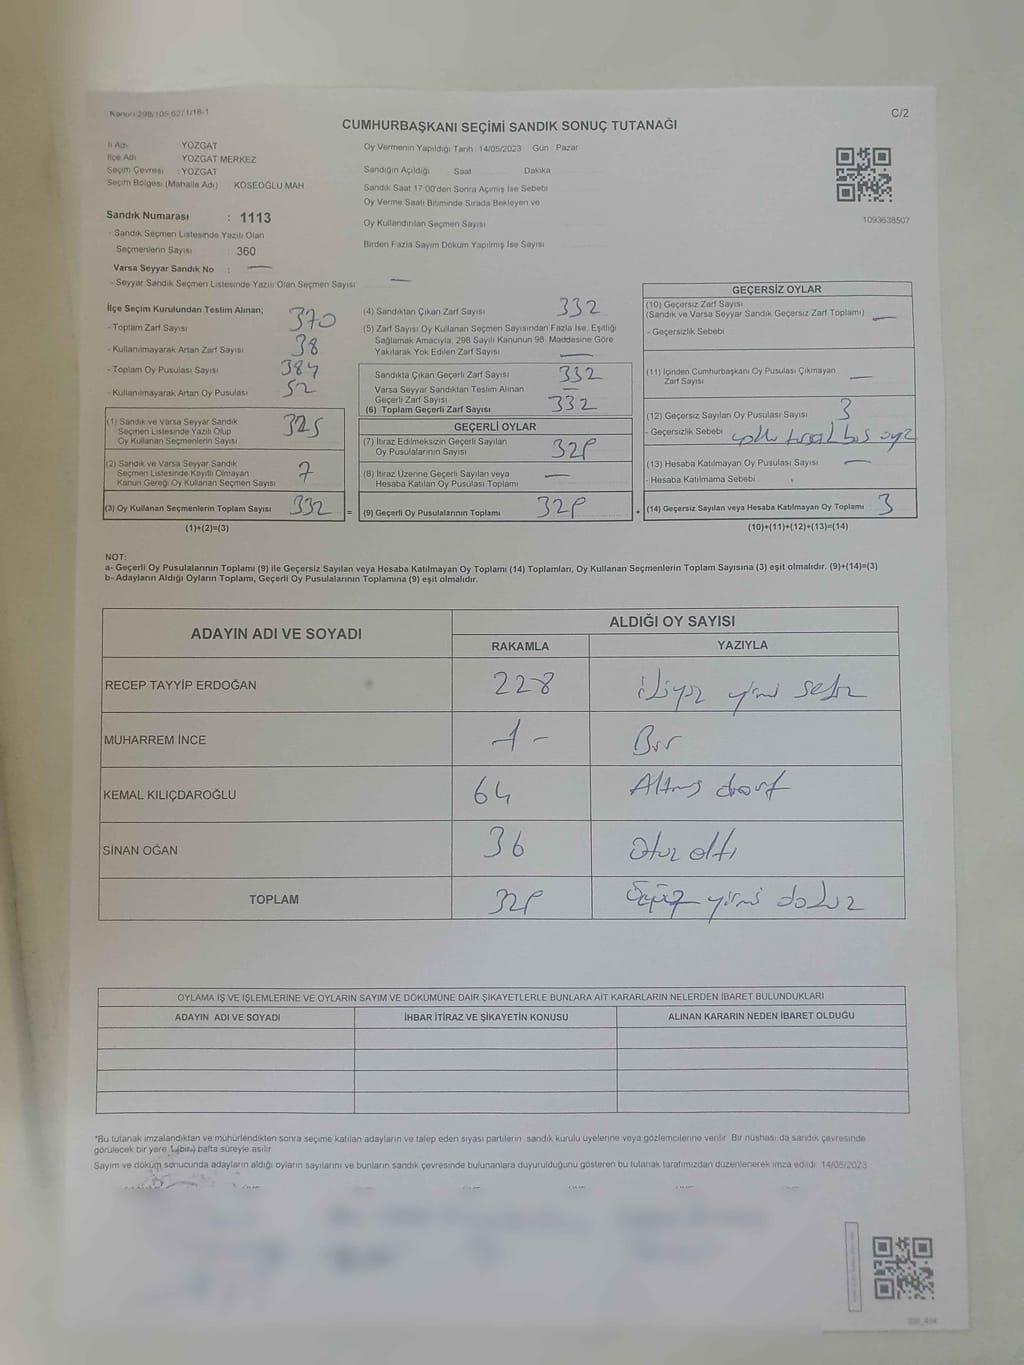 Kanun 298/105,62/1/18-1
C/2
CUMHURBAŞKANI SEÇİMİ SANDIK SONUÇ TUTANAĞI
İl Adı YOZGAT
İlçe Adı YOZGAT MERKEZ
Seçim Çevresi : YOZGAT
Seçim Bölgesi (Mahalle Adı) KÖSEOĞLU MAH
Sandık Numarası : 1113
- Sandık Seçmen Listesinde Yazılı Olan
Seçmenlerin Sayısı : 360
Varsa Seyyar Sandık No : —
- Seyyar Sandık Seçmen Listesinde Yazılı Olan Seçmen Sayısı —
Oy Vermenin Yapıldığı Tarih 14/05/2023 Gün : Pazar
Sandığın Açıldığı Saat Dakika
Sandık Saat 17:00'den Sonra Açımış İse Sebebi
Oy Verme Saati Bitiminde Sırada Bekleyen ve
Oy Kullandırılan Seçmen Sayısı
Birden Fazla Sayım Döküm Yapılmış İse Sayısı
1093638507
İlçe Seçim Kurulundan Teslim Alınan;
- Toplam Zarf Sayısı 370
- Kullanılmayarak Artan Zarf Sayısı 38
- Toplam Oy Pusulası Sayısı 384
- Kullanılmayarak Artan Oy Pusulası 52
(1) Sandık ve Varsa Seyyar Sandık
Seçmen Listesinde Yazılı Olup
Oy Kullanan Seçmenlerin Sayısı 325
(2) Sandık ve Varsa Seyyar Sandık
Seçmen Listesinde Kayıtlı Olmayan
Kanun Gereği Oy Kullanan Seçmen Sayısı 7
(3) Oy Kullanan Seçmenlerin Toplam Sayısı 332 =
(1)+(2)=(3)
(4) Sandıktan Çıkan Zarf Sayısı 332
(5) Zarf Sayısı Oy Kullanan Seçmen Sayısından Fazla İse, Eşitliği
Sağlamak Amacıyla, 298 Sayılı Kanunun 98. Maddesine Göre
Yakılarak Yok Edilen Zarf Sayısı —
Sandıkta Çıkan Geçerli Zarf Sayısı 332
Varsa Seyyar Sandıktan Teslim Alınan
Geçerli Zarf Sayısı —
(6) Toplam Geçerli Zarf Sayısı 332
GEÇERLİ OYLAR
(7) İtiraz Edilmeksizin Geçerli Sayılan
Oy Pusulasının Sayısı 329
(8) İtiraz Üzerine Geçerli Sayılan veya
Hesaba Katılan Oy Pusulası Toplamı —
(9) Geçerli Oy Pusulalarının Toplamı 329 +
GEÇERSİZ OYLAR
(10) Geçersiz Zarf Sayısı
(Sandık ve Varsa Seyyar Sandık Geçersiz Zarf Toplamı) —
- Geçersizlik Sebebi
(11) İçinden Cumhurbaşkanı Oy Pusulası Çıkmayan
Zarf Sayısı —
(12) Geçersiz Sayılan Oy Pusulası Sayısı 3
- Geçersizlik Sebebi
(13) Hesaba Katılmayan Oy Pusulası Sayısı —
- Hesaba Katılmama Sebebi
(14) Geçersiz Sayılan veya Hesaba Katılmayan Oy Toplamı 3
(10)+(11)+(12)+(13)=(14)
NOT:
a- Geçerli Oy Pusulalarının Toplamı (9) ile Geçersiz Sayılan veya Hesaba Katılmayan Oy Toplamı (14) Toplamları, Oy Kullanan Seçmenlerin Toplam Sayısına (3) eşit olmalıdır. (9)+(14)=(3)
b- Adayların Aldığı Oyların Toplamı, Geçerli Oy Pusulalarının Toplamına (9) eşit olmalıdır.
ADAYIN ADI VE SOYADI
ALDIĞI OY SAYISI
RAKAMLA YAZIYLA
RECEP TAYYİP ERDOĞAN 228 ikiyüz yirmi sekiz
MUHARREM İNCE -1- Bir
KEMAL KILIÇDAROĞLU 64 Altmış dört
SİNAN OĞAN 36 Otuz altı
TOPLAM 329 Üçyüz yirmi dokuz
OYLAMA İŞ VE İŞLEMLERİNE VE OYLARIN SAYIM VE DÖKÜMÜNE DAİR ŞİKAYETLERLE BUNLARA AİT KARARLARIN NELERDEN İBARET BULUNDUKLARI
ADAYIN ADI VE SOYADI İHBAR İTİRAZ VE ŞİKAYETİN KONUSU ALINAN KARARIN NEDEN İBARET OLDUĞU
*Bu tutanak imzalandıktan ve mühürlendikten sonra seçime katılan adayların ve talep eden siyasi partilerin sandık kurulu üyelerine veya gözlemcilerine verilir. Bir nüshası da sandık çevresinde
görülecek bir yere 1 (bir) hafta süreyle asılır.
Sayım ve döküm sonucunda adayların aldığı oyların sayılarını ve bunların sandık çevresinde bulunanlara duyurulduğunu gösteren bu tutanak tarafımızdan düzenlenerek imza edildi. 14/05/2023